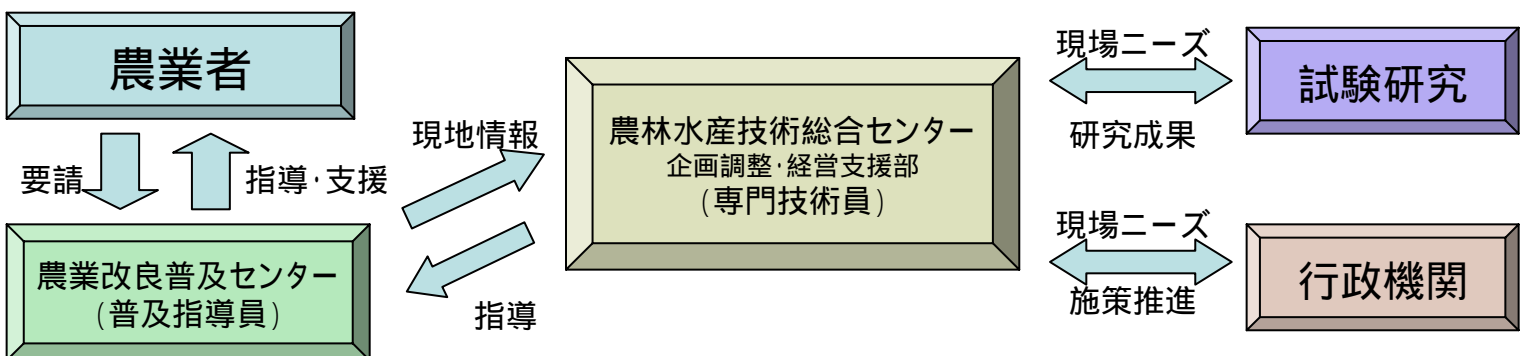 農業者
要請
指導・支援
農業改良普及センター
(普及指導員)
現地情報
指導
農林水産技術総合センター
企画調整・経営支援部
(専門技術員)
現場ニーズ
研究成果
試験研究
現場ニーズ
施策推進
行政機関